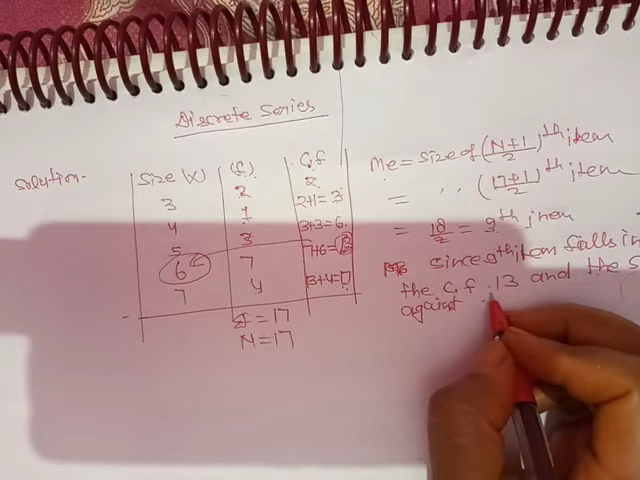 Discrete Series
Solution-
Size (X) (f) C.f
3 2 2
4 1 2+1=3
5 3 3+3=6
6 7 7+6=13
7 4 13+4=17
Σf=17
N=17
Me = Size of (N+1/2)th item
= ,, (17+1/2)th item
= 18/2 = 9th item
Since 9th item falls in
the C.f. 13 and the S
against